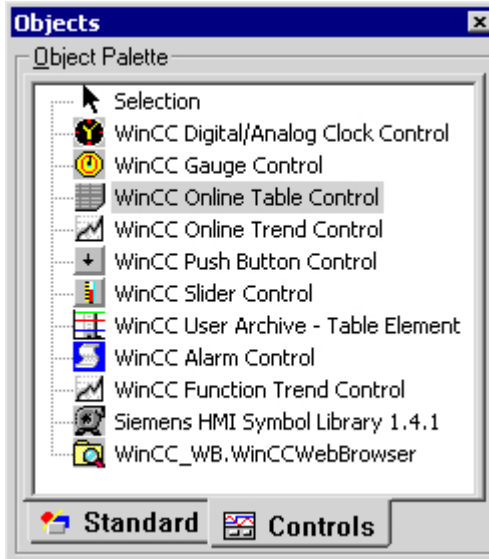 Objects
Object Palette
Selection
WinCC Digital/Analog Clock Control
WinCC Gauge Control
WinCC Online Table Control
WinCC Online Trend Control
WinCC Push Button Control
WinCC Slider Control
WinCC User Archive - Table Element
WinCC Alarm Control
WinCC Function Trend Control
Siemens HMI Symbol Library 1.4.1
WinCC_WB.WinCCWebBrowser
Standard Controls